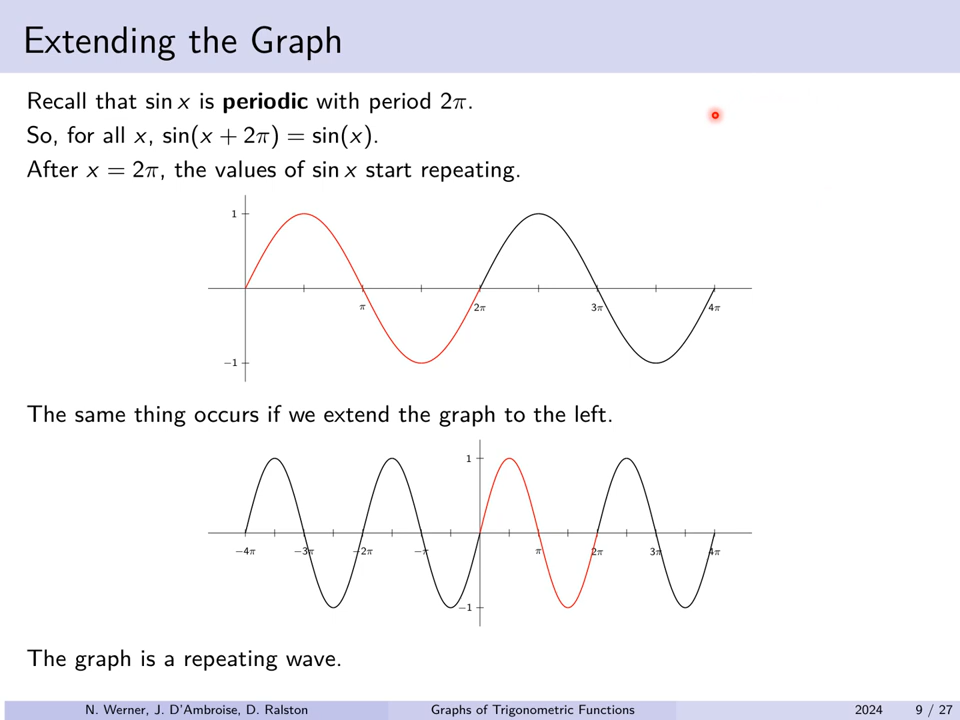 Extending the Graph
Recall that sin x is periodic with period 2π.
So, for all x, sin(x + 2π) = sin(x).
After x = 2π, the values of sin x start repeating.
1
π 2π 3π 4π
−1
The same thing occurs if we extend the graph to the left.
1
−4π −3π −2π −π π 2π 3π 4π
−1
The graph is a repeating wave.
N. Werner, J. D'Ambroise, D. Ralston Graphs of Trigonometric Functions 2024 9 / 27